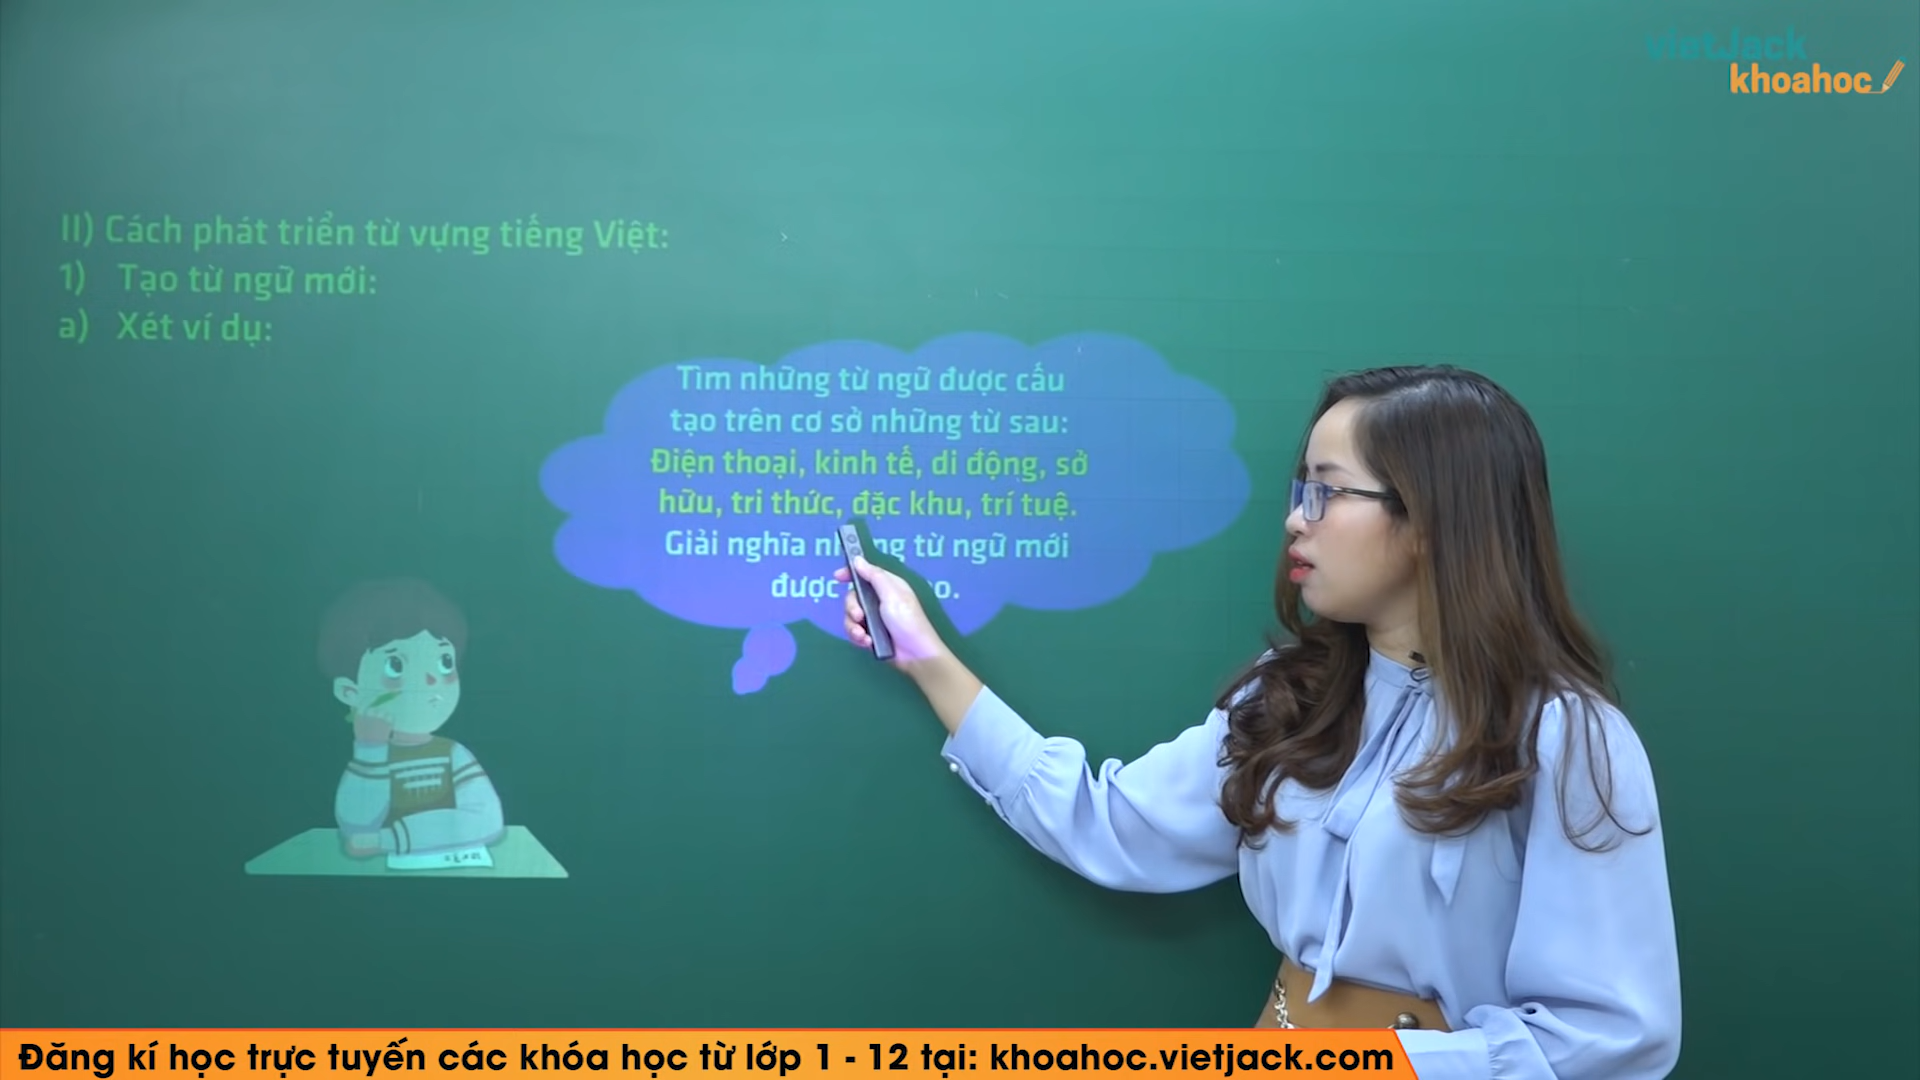 vietJack
khoahoc
II) Cách phát triển từ vựng tiếng Việt:
1) Tạo từ ngữ mới:
a) Xét ví dụ:
Tìm những từ ngữ được cấu
tạo trên cơ sở những từ sau:
Điện thoại, kinh tế, di động, sở
hữu, tri thức, đặc khu, trí tuệ.
Giải nghĩa từ ngữ mới
được
Đăng kí học trực tuyến các khóa học từ lớp 1 - 12 tại: khoahoc.vietjack.com